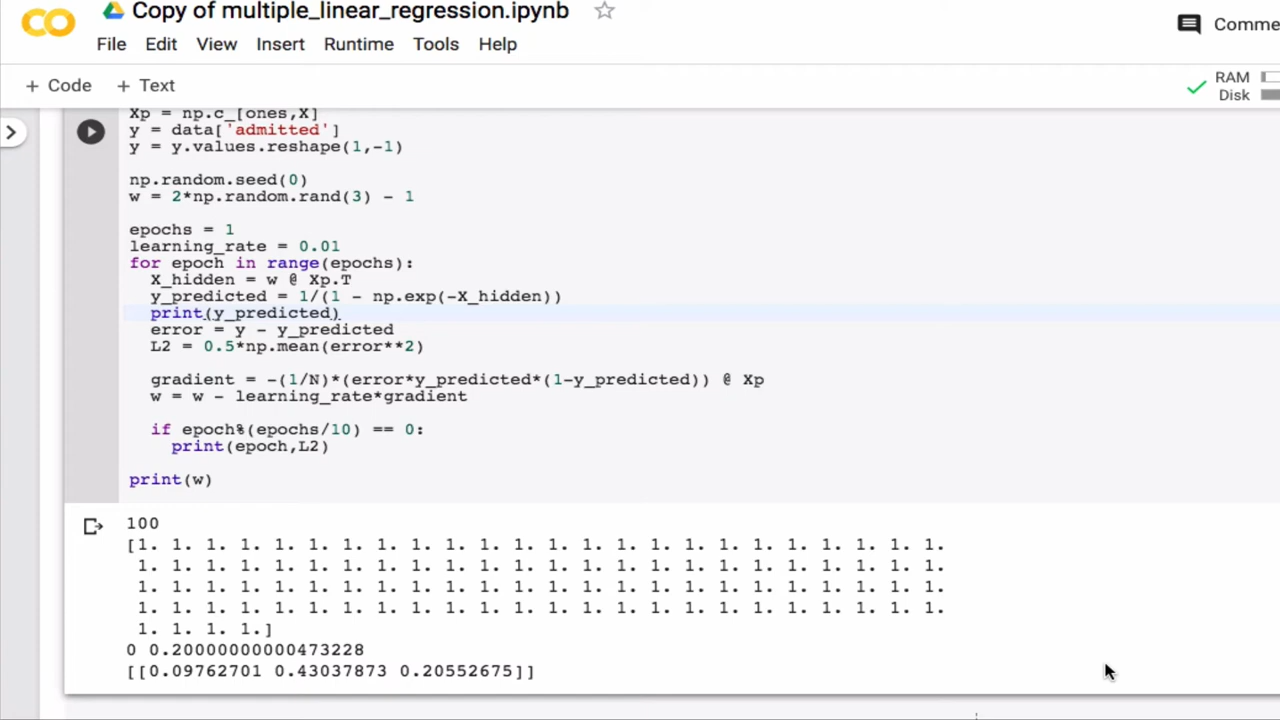 Copy of multiple_linear_regression.ipynb
Comme
File Edit View Insert Runtime Tools Help
+ Code + Text
RAM
Disk
Xp = np.c_[ones,X]
y = data['admitted']
y = y.values.reshape(1,-1)
np.random.seed(0)
w = 2*np.random.rand(3) - 1
epochs = 1
learning_rate = 0.01
for epoch in range(epochs):
X_hidden = w @ Xp.T
y_predicted = 1/(1 - np.exp(-X_hidden))
print(y_predicted)
error = y - y_predicted
L2 = 0.5*np.mean(error**2)
gradient = -(1/N)*(error*y_predicted*(1-y_predicted)) @ Xp
w = w - learning_rate*gradient
if epoch%(epochs/10) == 0:
print(epoch,L2)
print(w)
100
[1. 1. 1. 1. 1. 1. 1. 1. 1. 1. 1. 1. 1. 1. 1. 1. 1. 1. 1. 1. 1. 1. 1. 1.
1. 1. 1. 1. 1. 1. 1. 1. 1. 1. 1. 1. 1. 1. 1. 1. 1. 1. 1. 1. 1. 1. 1. 1.
1. 1. 1. 1. 1. 1. 1. 1. 1. 1. 1. 1. 1. 1. 1. 1. 1. 1. 1. 1. 1. 1. 1. 1.
1. 1. 1. 1. 1. 1. 1. 1. 1. 1. 1. 1. 1. 1. 1. 1. 1. 1. 1. 1. 1. 1. 1. 1.
1. 1. 1. 1.]
0 0.20000000000473228
[[0.09762701 0.43037873 0.20552675]]